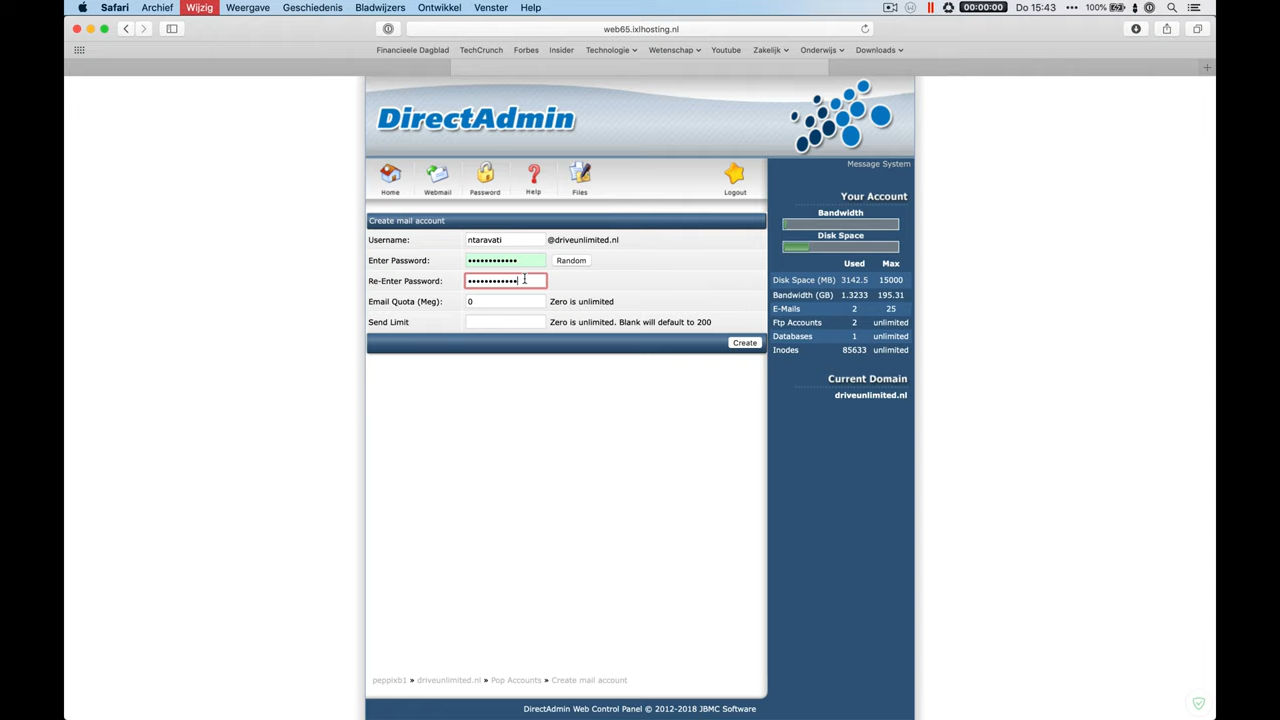 Safari Archief Wijzig Weergave Geschiedenis Bladwijzers Ontwikkel Venster Help 00:00:00 Do 15:43 100%
web65.ixlhosting.nl
Financieele Dagblad TechCrunch Forbes Insider Technologie Wetenschap Youtube Zakelijk Onderwijs Downloads
DirectAdmin
Message System
Home Webmail Password Help Files Logout
Your Account
Bandwidth
Disk Space
Used Max
Disk Space (MB) 3142.5 15000
Bandwidth (GB) 1.3233 195.31
E-Mails 2 25
Ftp Accounts 2 unlimited
Databases 1 unlimited
Inodes 85633 unlimited
Current Domain
driveunlimited.nl
Create mail account
Username: ntaravati @driveunlimited.nl
Enter Password: •••••••••••• Random
Re-Enter Password: ••••••••••••
Email Quota (Meg): 0 Zero is unlimited
Send Limit Zero is unlimited. Blank will default to 200
Create
peppixb1 » driveunlimited.nl » Pop Accounts » Create mail account
DirectAdmin Web Control Panel © 2012-2018 JBMC Software